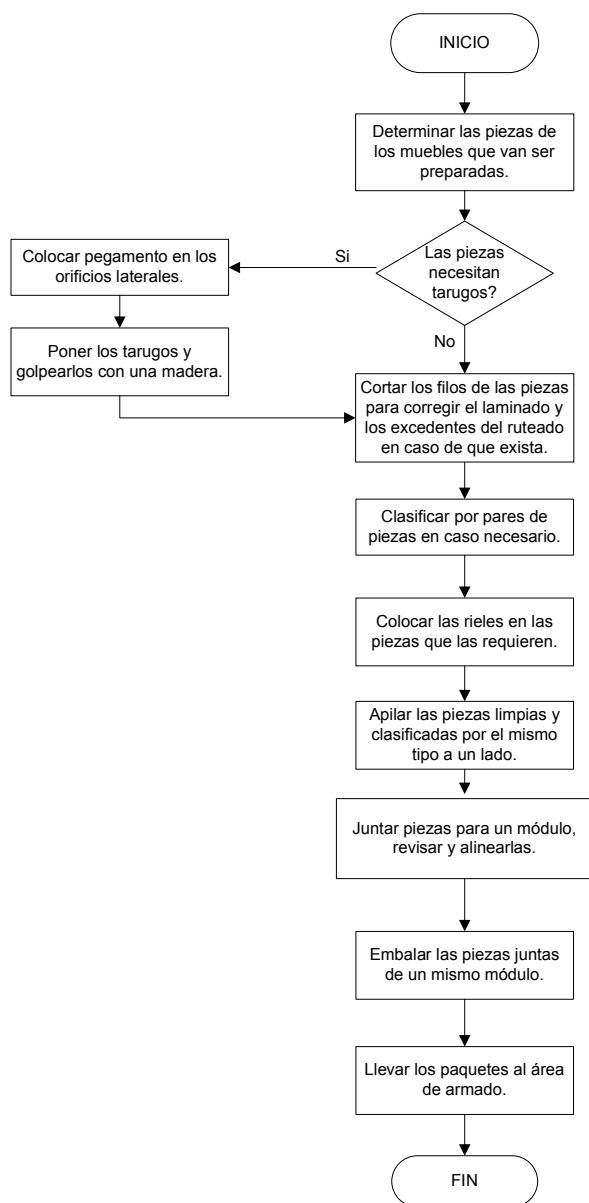 INICIO
Determinar las piezas de
los muebles que van ser
preparadas.
Las piezas
necesitan
tarugos?
Si
Colocar pegamento en los
orificios laterales.
Poner los tarugos y
golpearlos con una madera.
No
Cortar los filos de las piezas
para corregir el laminado y
los excedentes del ruteado
en caso de que exista.
Clasificar por pares de
piezas en caso necesario.
Colocar las rieles en las
piezas que las requieren.
Apilar las piezas limpias y
clasificadas por el mismo
tipo a un lado.
Juntar piezas para un módulo,
revisar y alinearlas.
Embalar las piezas juntas
de un mismo módulo.
Llevar los paquetes al área
de armado.
FIN